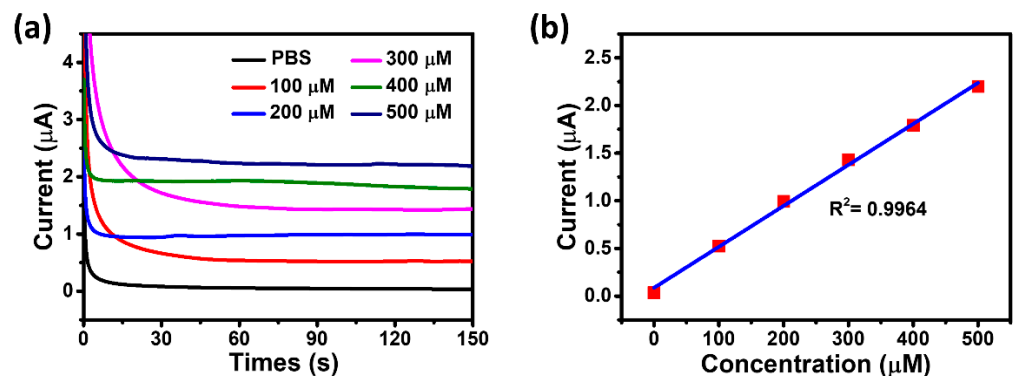 (a)
Current (μA)
4
3
2
1
0
PBS
100 μM
200 μM
300 μM
400 μM
500 μM
0 30 60 90 120 150
Times (s)
(b)
Current (μA)
2.5
2.0
1.5
1.0
0.5
0.0
R²= 0.9964
0 100 200 300 400 500
Concentration (μM)